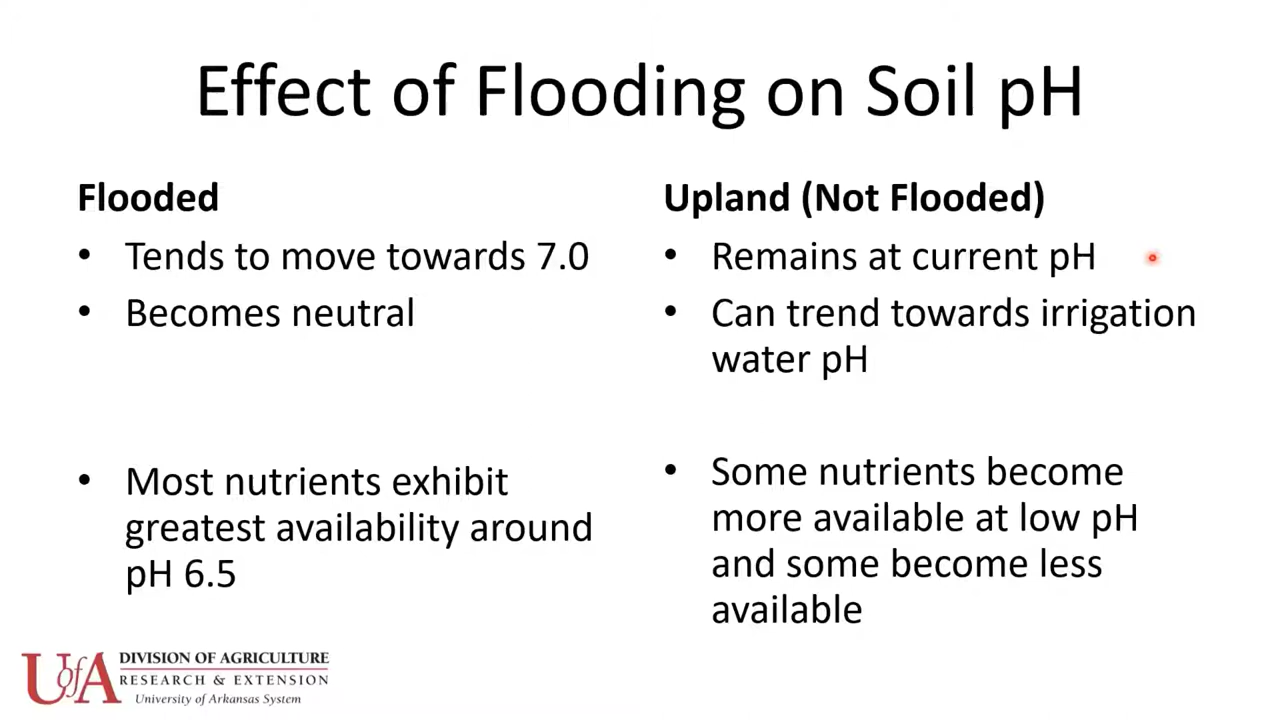 Effect of Flooding on Soil pH
Flooded
• Tends to move towards 7.0
• Becomes neutral
• Most nutrients exhibit
greatest availability around
pH 6.5
Upland (Not Flooded)
• Remains at current pH
• Can trend towards irrigation
water pH
• Some nutrients become
more available at low pH
and some become less
available
UofA
DIVISION OF AGRICULTURE
RESEARCH & EXTENSION
University of Arkansas System